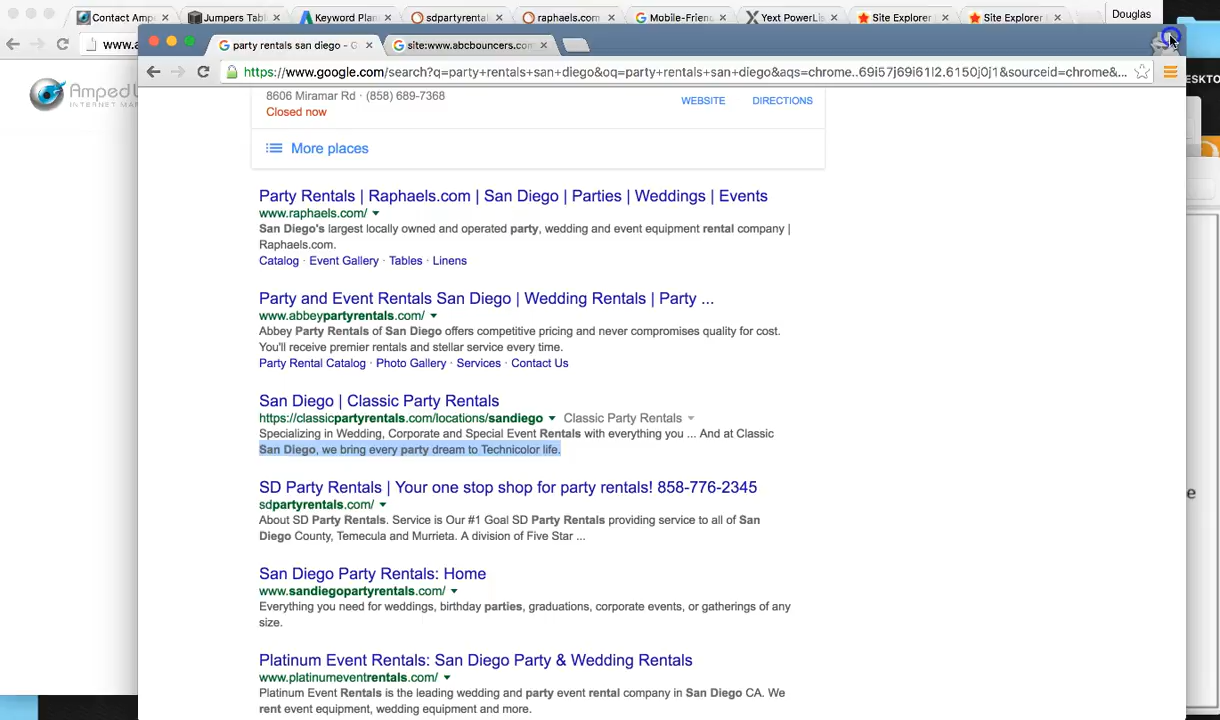 Contact Amp
Jumpers Tabl
Keyword Plan
sdpartyrental
raphaels.com
Mobile-Frien
Yext PowerLis
Site Explorer
Site Explorer
Douglas
www.a
party rentals san diego - G
site:www.abcbouncers.com
https://www.google.com/search?q=party+rentals+san+diego&oq=party+rentals+san+diego&aqs=chrome..69i57j69i61l2.6150j0j1&sourceid=chrome&...
ESKTO
8606 Miramar Rd · (858) 689-7368
WEBSITE
DIRECTIONS
Closed now
More places
Party Rentals | Raphaels.com | San Diego | Parties | Weddings | Events
www.raphaels.com/
San Diego's largest locally owned and operated party, wedding and event equipment rental company |
Raphaels.com.
Catalog · Event Gallery · Tables · Linens
Party and Event Rentals San Diego | Wedding Rentals | Party ...
www.abbeypartyrentals.com/
Abbey Party Rentals of San Diego offers competitive pricing and never compromises quality for cost.
You'll receive premier rentals and stellar service every time.
Party Rental Catalog · Photo Gallery · Services · Contact Us
San Diego | Classic Party Rentals
https://classicpartyrentals.com/locations/sandiego Classic Party Rentals
Specializing in Wedding, Corporate and Special Event Rentals with everything you ... And at Classic
San Diego, we bring every party dream to Technicolor life.
SD Party Rentals | Your one stop shop for party rentals! 858-776-2345
sdpartyrentals.com/
About SD Party Rentals. Service is Our #1 Goal SD Party Rentals providing service to all of San
Diego County, Temecula and Murrieta. A division of Five Star ...
San Diego Party Rentals: Home
www.sandiegopartyrentals.com/
Everything you need for weddings, birthday parties, graduations, corporate events, or gatherings of any
size.
Platinum Event Rentals: San Diego Party & Wedding Rentals
www.platinumeventrentals.com/
Platinum Event Rentals is the leading wedding and party event rental company in San Diego CA. We
rent event equipment, wedding equipment and more.